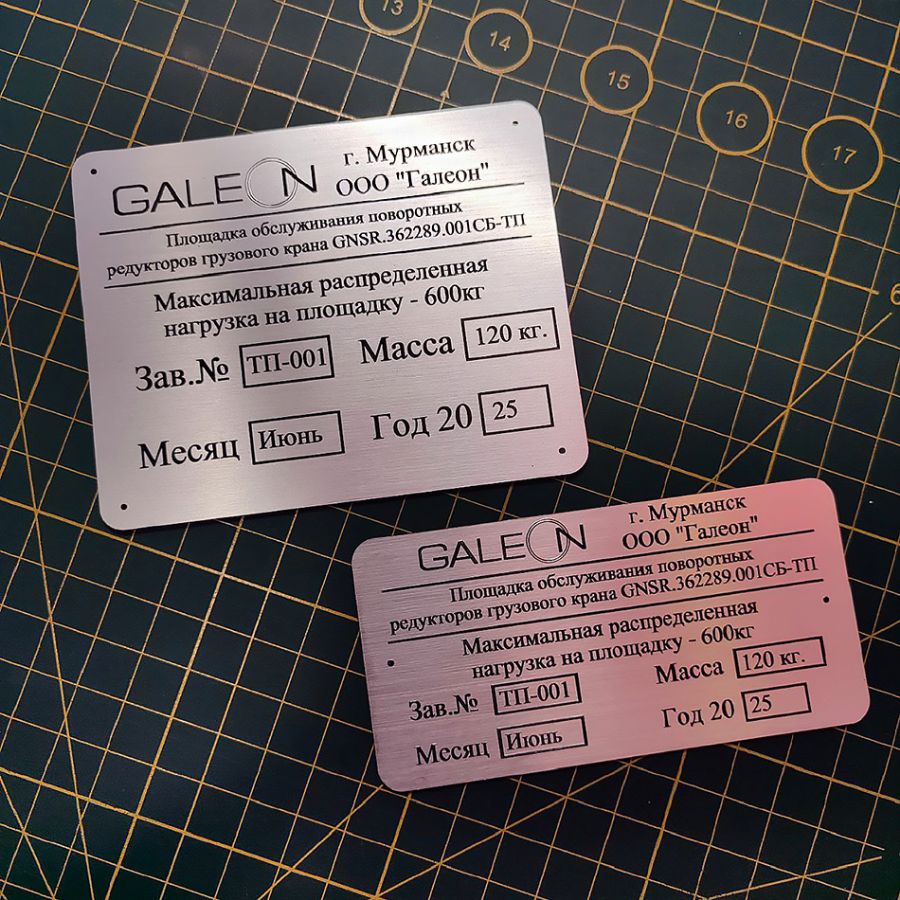 13
14
15
16
17
6
GALEON
г. Мурманск
ООО "Галеон"
Площадка обслуживания поворотных
редукторов грузового крана GNSR.362289.001СБ-ТП
Максимальная распределенная
нагрузка на площадку - 600кг
Зав.№ ТП-001 Масса 120 кг.
Месяц Июнь Год 20 25
GALEON
г. Мурманск
ООО "Галеон"
Площадка обслуживания поворотных
редукторов грузового крана GNSR.362289.001СБ-ТП
Максимальная распределенная
нагрузка на площадку - 600кг
Зав.№ ТП-001 Масса 120 кг.
Месяц Июнь Год 20 25